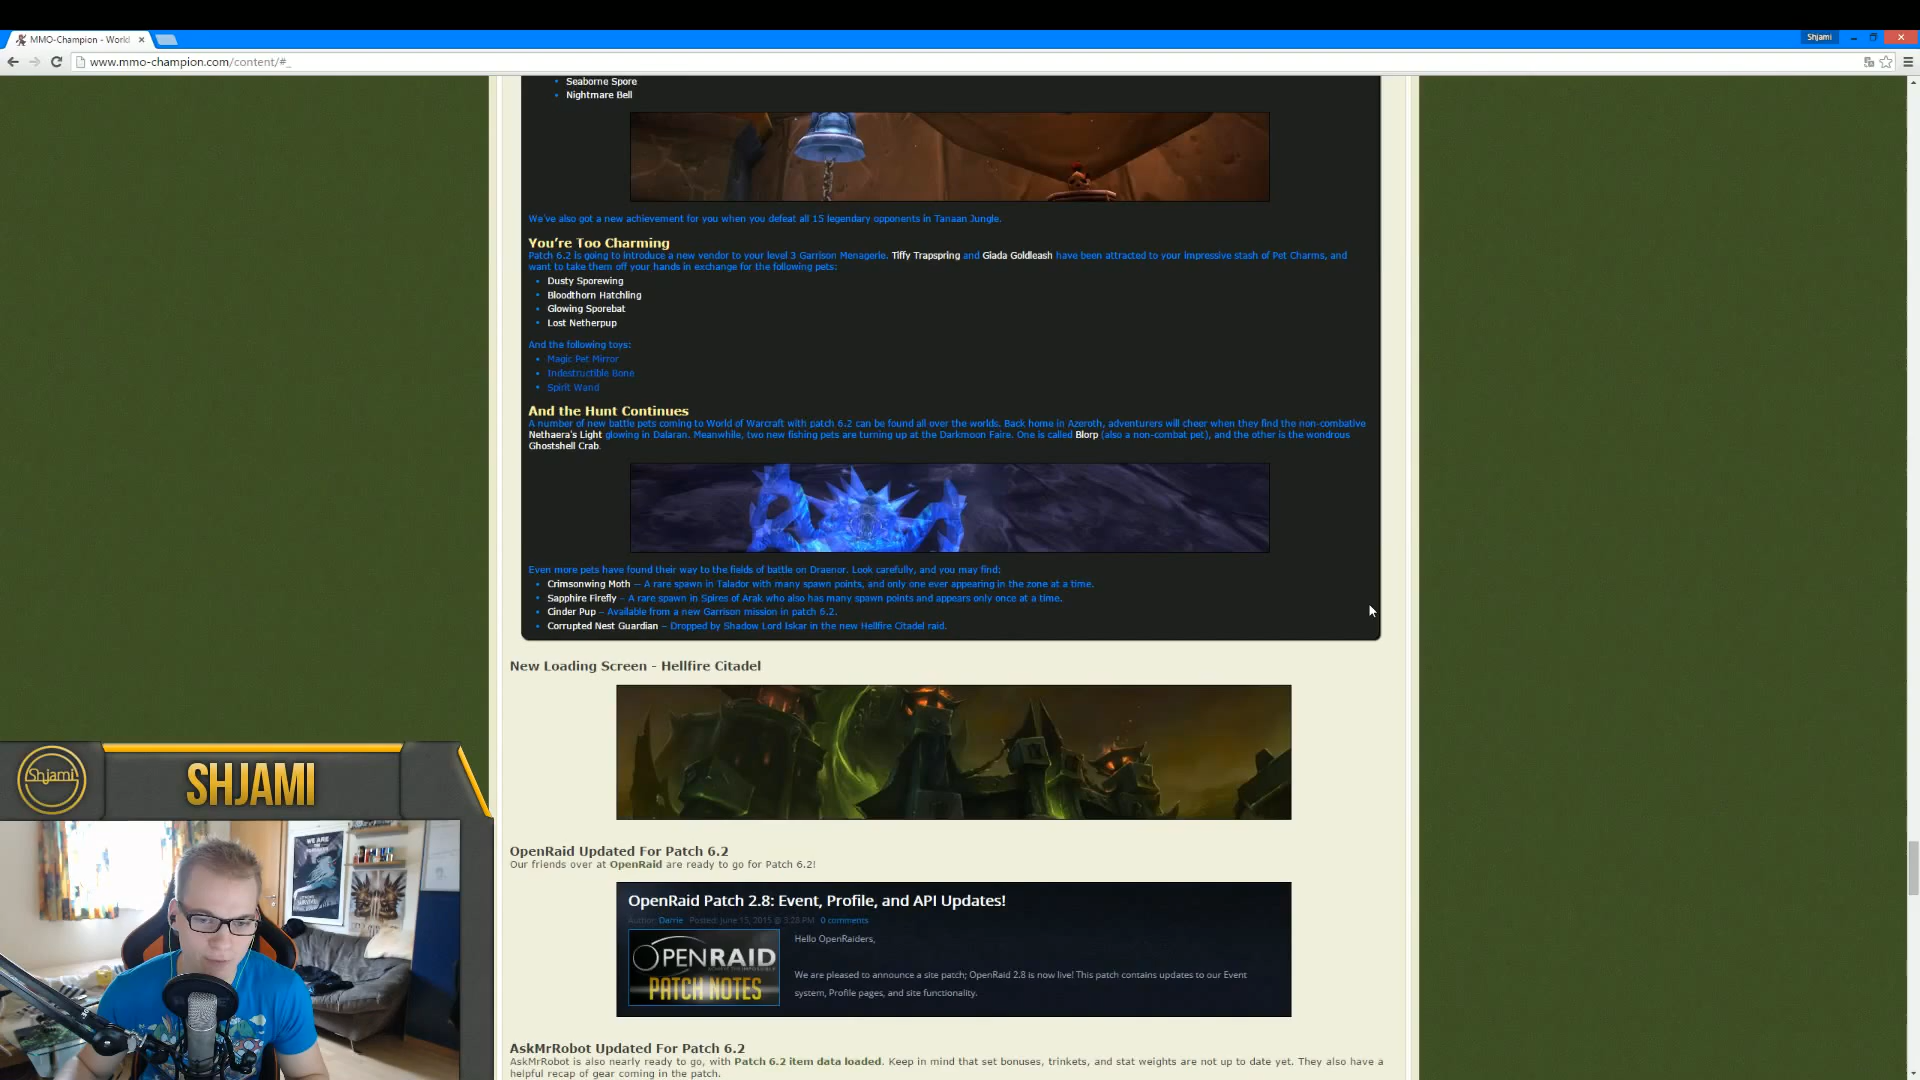 MMO-Champion - World
Shjami
www.mmo-champion.com/content/#_
Seaborne Spore
Nightmare Bell
We've also got a new achievement for you when you defeat all 15 legendary opponents in Tanaan Jungle.
You're Too Charming
Patch 6.2 is going to introduce a new vendor to your level 3 Garrison Menagerie. Tiffy Trapspring and Giada Goldleash have been attracted to your impressive stash of Pet Charms, and
want to take them off your hands in exchange for the following pets:
Dusty Sporewing
Bloodthorn Hatchling
Glowing Sporebat
Lost Netherpup
And the following toys:
Magic Pet Mirror
Indestructible Bone
Spirit Wand
And the Hunt Continues
A number of new battle pets coming to World of Warcraft with patch 6.2 can be found all over the worlds. Back home in Azeroth, adventurers will cheer when they find the non-combative
Nethaera's Light glowing in Dalaran. Meanwhile, two new fishing pets are turning up at the Darkmoon Faire. One is called Blorp (also a non-combat pet), and the other is the wondrous
Ghostshell Crab.
Even more pets have found their way to the fields of battle on Draenor. Look carefully, and you may find:
Crimsonwing Moth – A rare spawn in Talador with many spawn points, and only one ever appearing in the zone at a time.
Sapphire Firefly – A rare spawn in Spires of Arak who also has many spawn points and appears only once at a time.
Cinder Pup – Available from a new Garrison mission in patch 6.2.
Corrupted Nest Guardian – Dropped by Shadow Lord Iskar in the new Hellfire Citadel raid.
New Loading Screen - Hellfire Citadel
Shjami
SHJAMI
OpenRaid Updated For Patch 6.2
Our friends over at OpenRaid are ready to go for Patch 6.2!
OpenRaid Patch 2.8: Event, Profile, and API Updates!
Author: Darrie Posted: June 15, 2015 @ 3:28 PM 0 comments
Hello OpenRaiders,
OPENRAID
PATCH NOTES
We are pleased to announce a site patch; OpenRaid 2.8 is now live! This patch contains updates to our Event
system, Profile pages, and site functionality.
AskMrRobot Updated For Patch 6.2
AskMrRobot is also nearly ready to go, with Patch 6.2 item data loaded. Keep in mind that set bonuses, trinkets, and stat weights are not up to date yet. They also have a
helpful recap of gear coming in the patch.